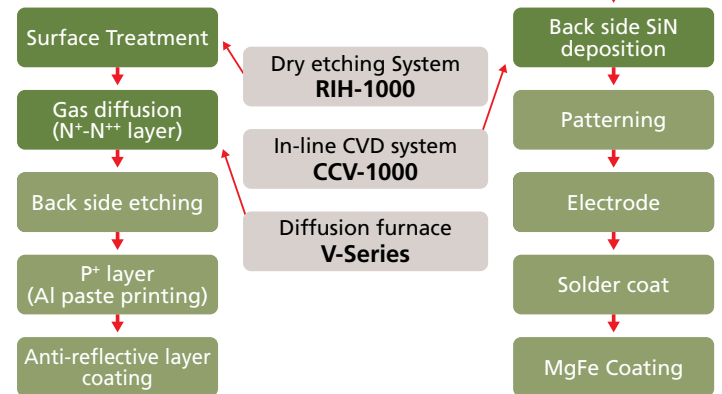 Surface Treatment
Gas diffusion
(N⁺-N⁺⁺ layer)
Back side etching
P⁺ layer
(Al paste printing)
Anti-reflective layer
coating
Dry etching System
RIH-1000
In-line CVD system
CCV-1000
Diffusion furnace
V-Series
Back side SiN
deposition
Patternning
Electrode
Solder coat
MgFe Coating